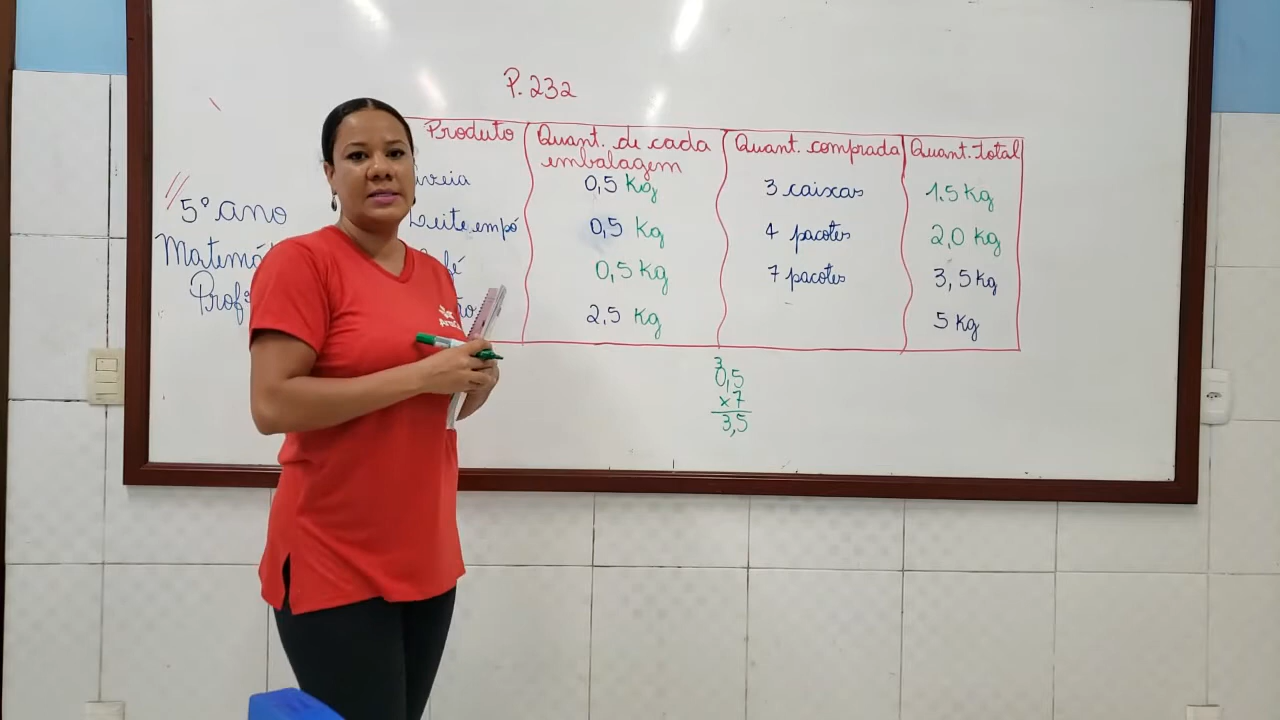 P. 232
Produto Quant. de cada embalagem Quant. comprada Quant. Total
0,5 Kg 3 caixas 1.5 Kg
Leite em pó 0,5 Kg 4 pacotes 2,0 Kg
0,5 Kg 7 pacotes 3,5 Kg
2,5 Kg 5 Kg
5º ano
3
0,5
x7
3,5